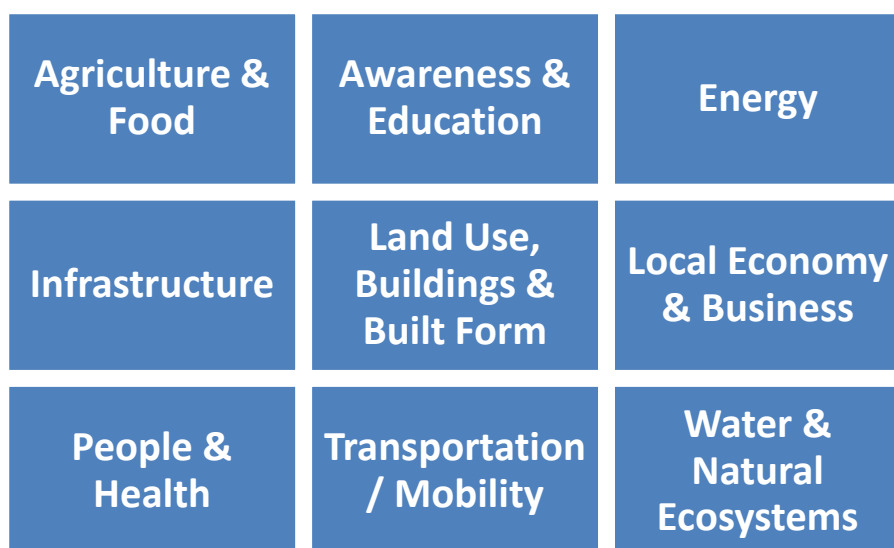 Agriculture &
Food
Awareness &
Education
Energy
Infrastructure
Land Use,
Buildings &
Built Form
Local Economy
& Business
People &
Health
Transportation
/ Mobility
Water &
Natural
Ecosystems